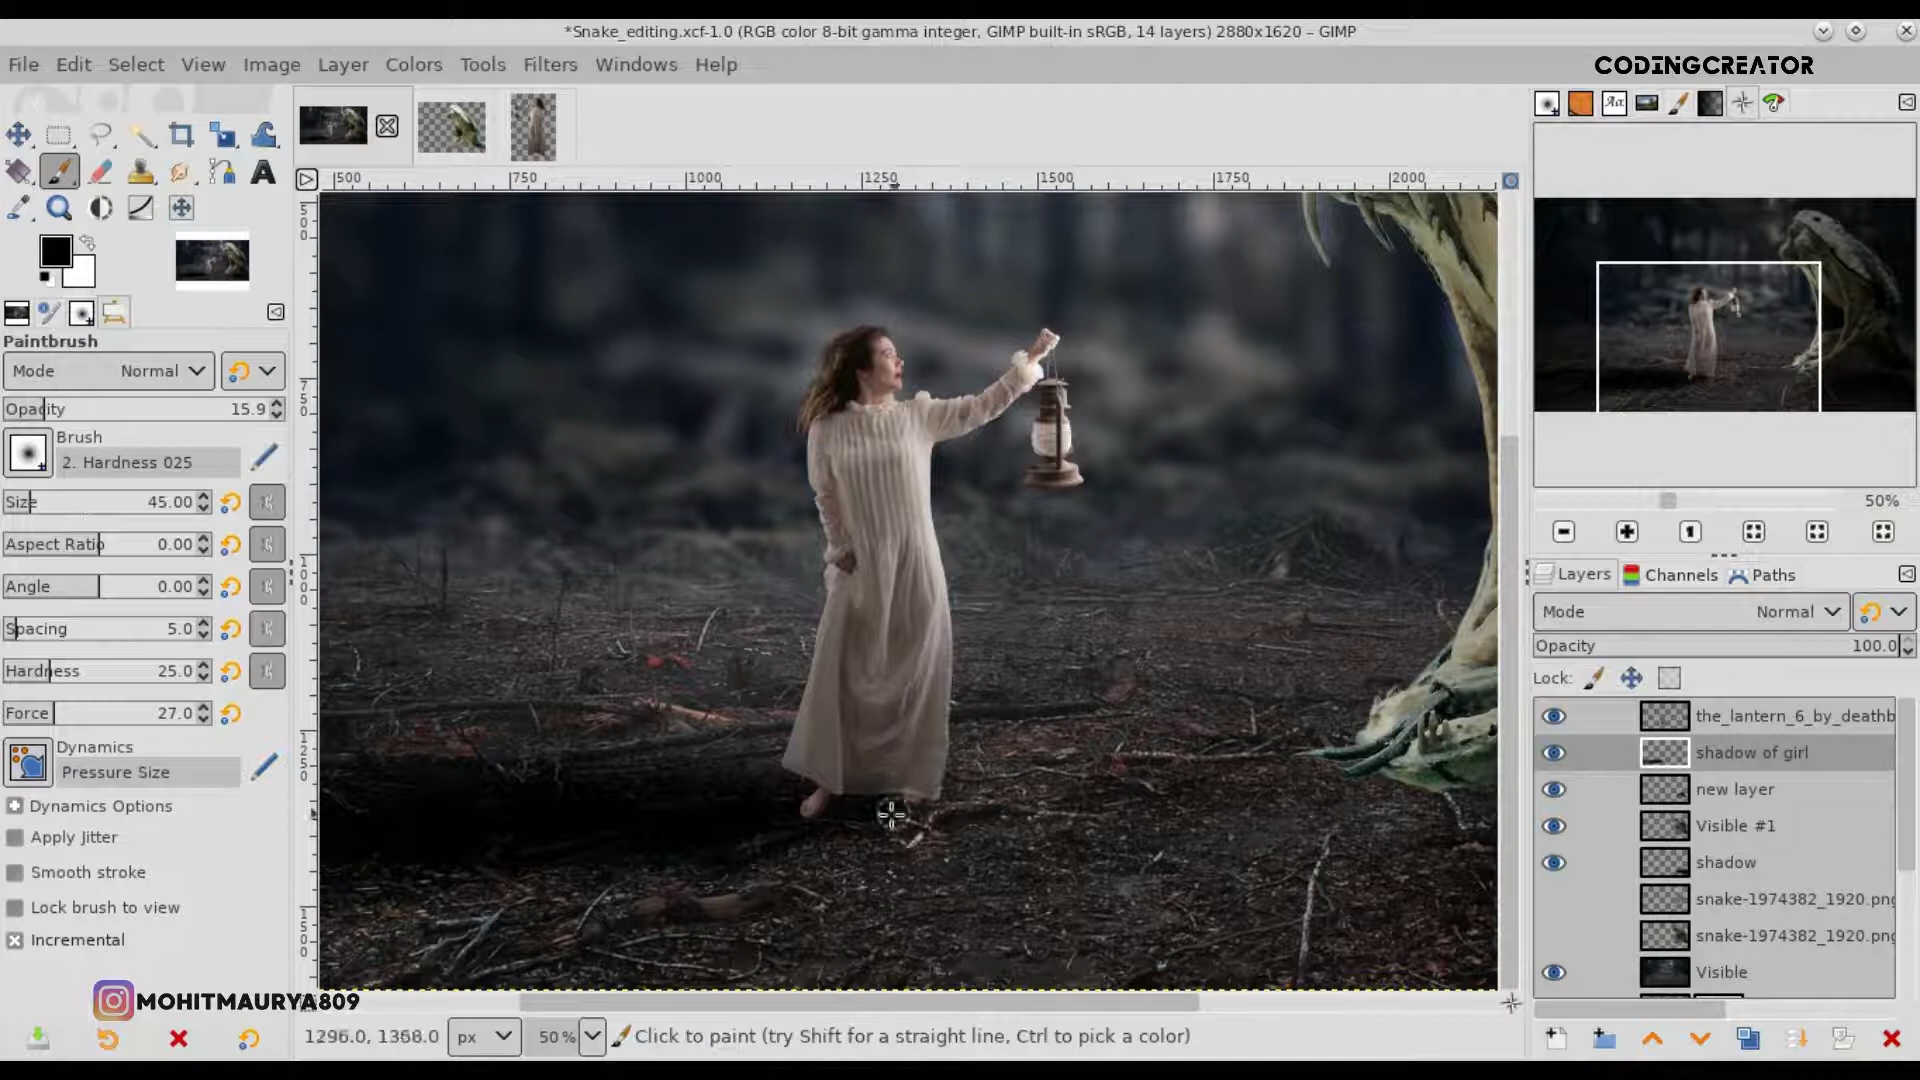 *Snake_editing.xcf-1.0 (RGB color 8-bit gamma integer, GIMP built-in sRGB, 14 layers) 2880x1620 – GIMP
File Edit Select View Image Layer Colors Tools Filters Windows Help
CODINGCREATOR
500 750 1000 1250 1500 1750 2000
Paintbrush
Mode Normal
Opacity 15.9
Brush
2. Hardness 025
Size 45.00
Aspect Ratio 0.00
Angle 0.00
Spacing 5.0
Hardness 25.0
Force 27.0
Dynamics
Pressure Size
Dynamics Options
Apply Jitter
Smooth stroke
Lock brush to view
Incremental
MOHITMAURYA809
500
750
1000
1250
1500
1296.0, 1368.0 px 50 % Click to paint (try Shift for a straight line, Ctrl to pick a color)
Aa
50%
Layers Channels Paths
Mode Normal
Opacity 100.0
Lock:
the_lantern_6_by_deathb
shadow of girl
new layer
Visible #1
shadow
snake-1974382_1920.png
snake-1974382_1920.png
Visible